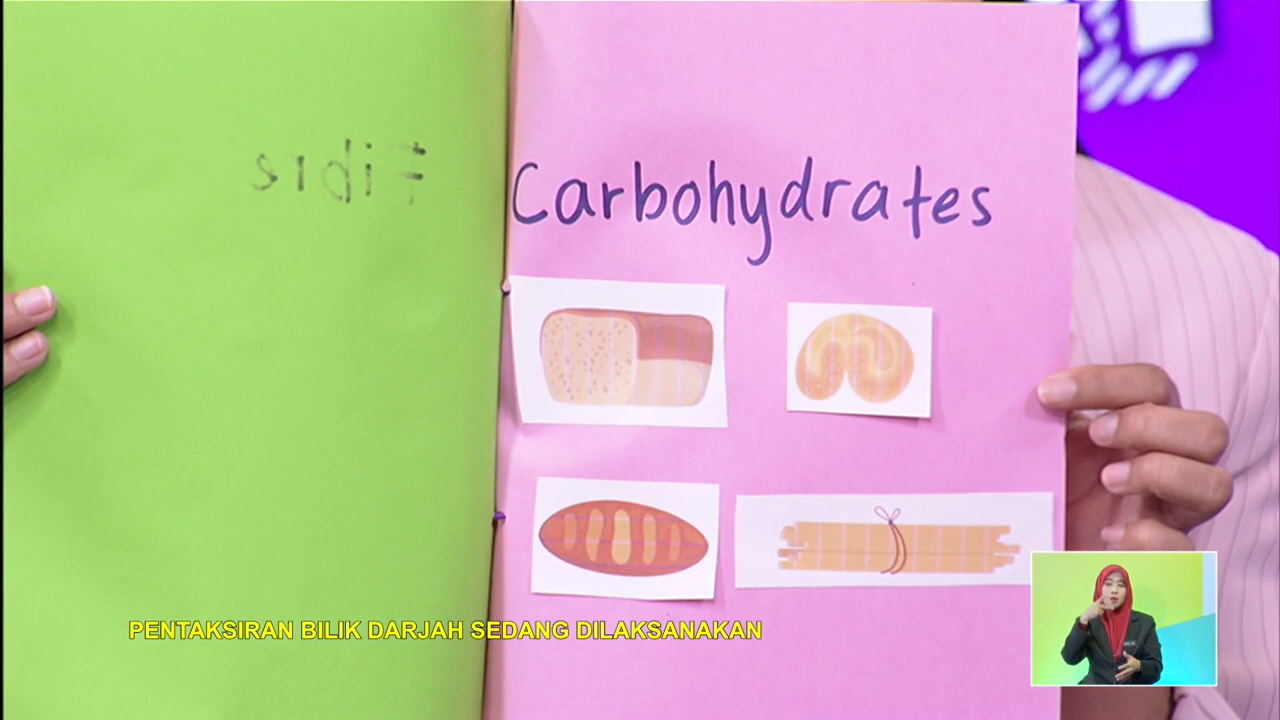 Carbohydrates
PENTAKSIRAN BILIK DARJAH SEDANG DILAKSANAKAN